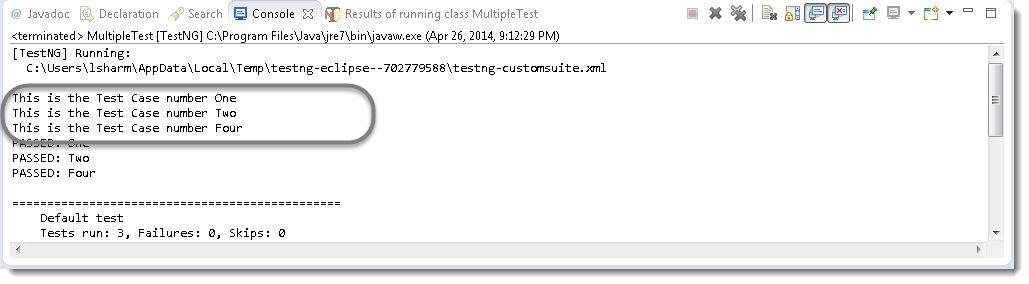 @ Javadoc Declaration Search Console Results of running class MultipleTest
<terminated> MultipleTest [TestNG] C:\Program Files\Java\jre7\bin\javaw.exe (Apr 26, 2014, 9:12:29 PM)
[TestNG] Running:
C:\Users\lsharm\AppData\Local\Temp\testng-eclipse--702779588\testng-customsuite.xml
This is the Test Case number One
This is the Test Case number Two
This is the Test Case number Four
PASSED: One
PASSED: Two
PASSED: Four
===============================================
Default test
Tests run: 3, Failures: 0, Skips: 0